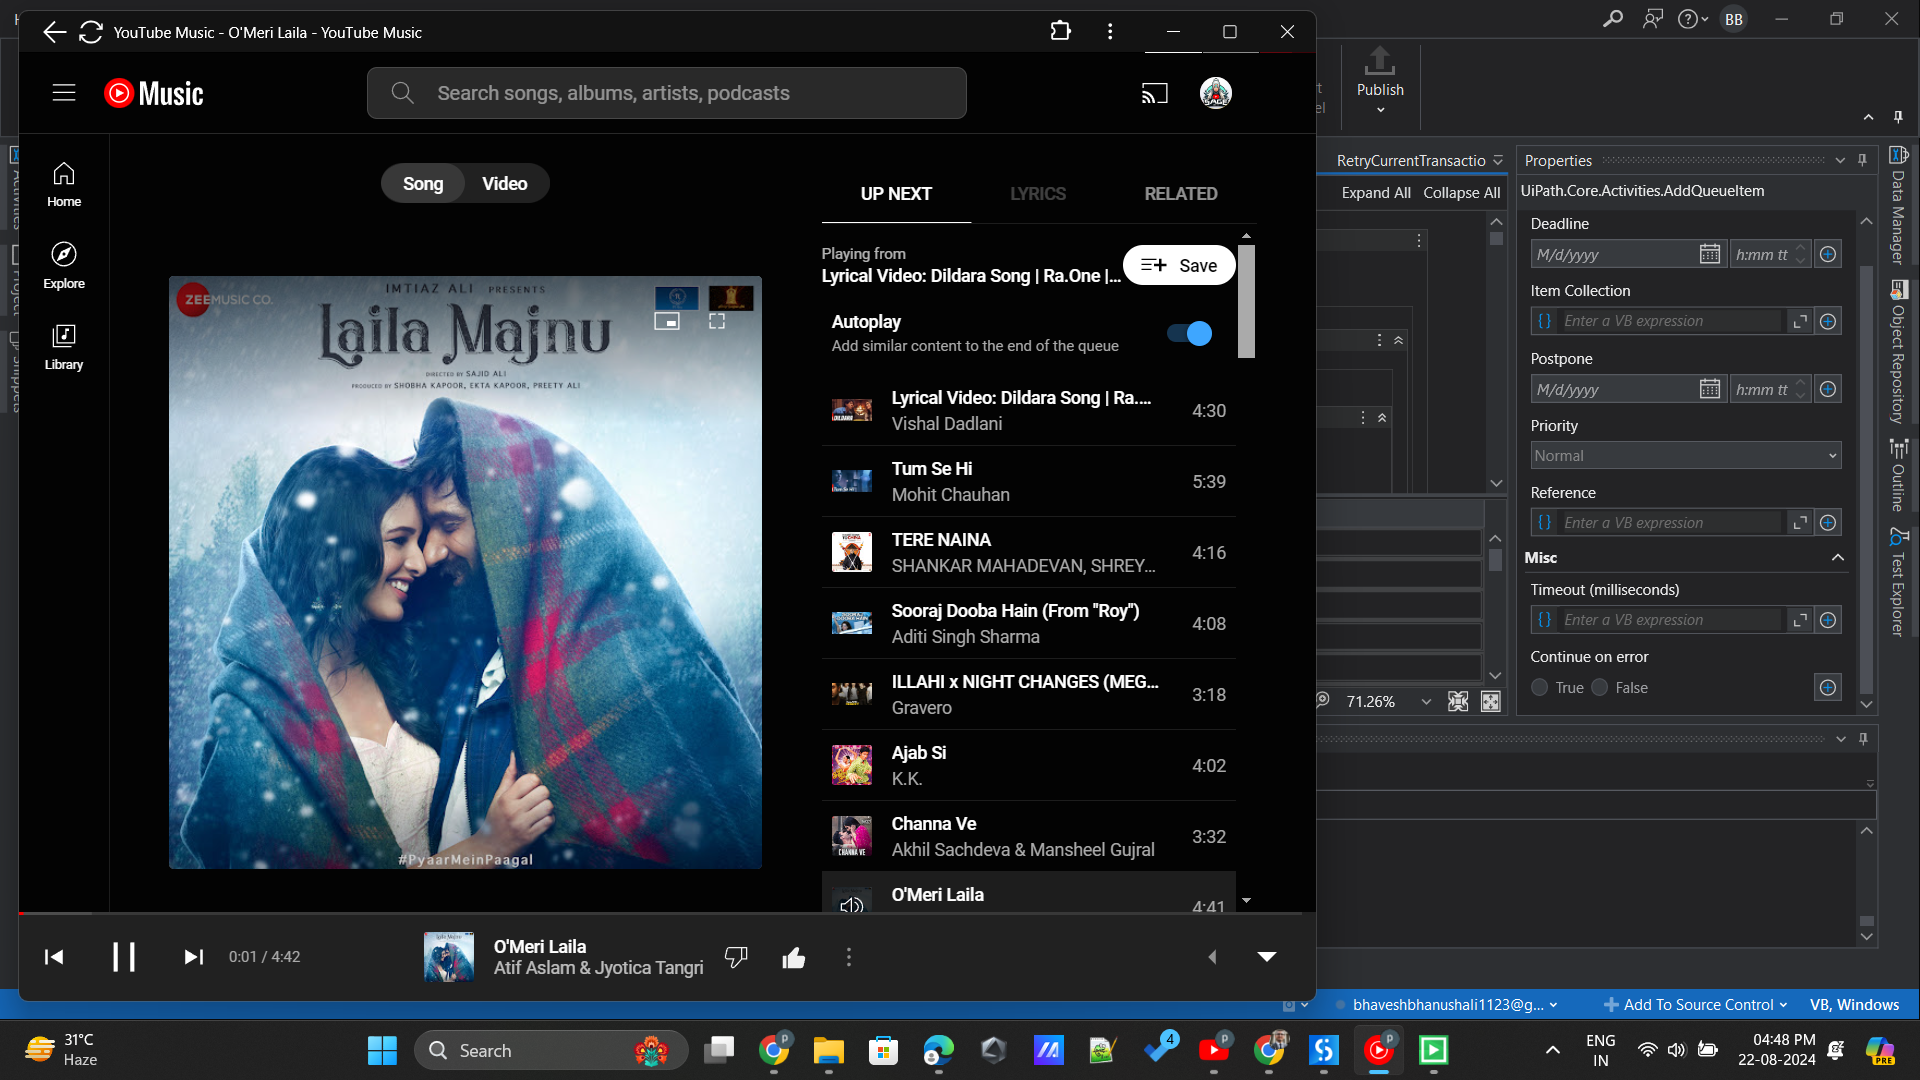 YouTube Music - O'Meri Laila - YouTube Music
BB
Music
Search songs, albums, artists, podcasts
Publish
Home
Explore
Library
Song
Video
UP NEXT
LYRICS
RELATED
Playing from
Lyrical Video: Dildara Song | Ra.One |...
Save
Autoplay
Add similar content to the end of the queue
ZEE MUSIC CO.
IMTIAZ ALI PRESENTS
Laila Majnu
DIRECTED BY SAJID ALI
PRODUCED BY SHOBHA KAPOOR, EKTA KAPOOR, PREETY ALI
#PyaarMeinPaagal
Lyrical Video: Dildara Song | Ra....
Vishal Dadlani
4:30
Tum Se Hi
Mohit Chauhan
5:39
TERE NAINA
SHANKAR MAHADEVAN, SHREY...
4:16
Sooraj Dooba Hain (From "Roy")
Aditi Singh Sharma
4:08
ILLAHI x NIGHT CHANGES (MEG...
Gravero
3:18
Ajab Si
K.K.
4:02
CHANNA VE
Channa Ve
Akhil Sachdeva & Mansheel Gujral
3:32
O'Meri Laila
4:41
0:01 / 4:42
O'Meri Laila
Atif Aslam & Jyotica Tangri
RetryCurrentTransactio
Expand All
Collapse All
71.26%
Properties
UiPath.Core.Activities.AddQueueItem
Deadline
M/d/yyyy
h:mm tt
Item Collection
Enter a VB expression
Postpone
M/d/yyyy
h:mm tt
Priority
Normal
Reference
Enter a VB expression
Misc
Timeout (milliseconds)
Enter a VB expression
Continue on error
True
False
Data Manager
Object Repository
Outline
Test Explorer
bhaveshbhanushali1123@g...
Add To Source Control
VB, Windows
31°C
Haze
Search
4
ENG
IN
04:48 PM
22-08-2024
PRE